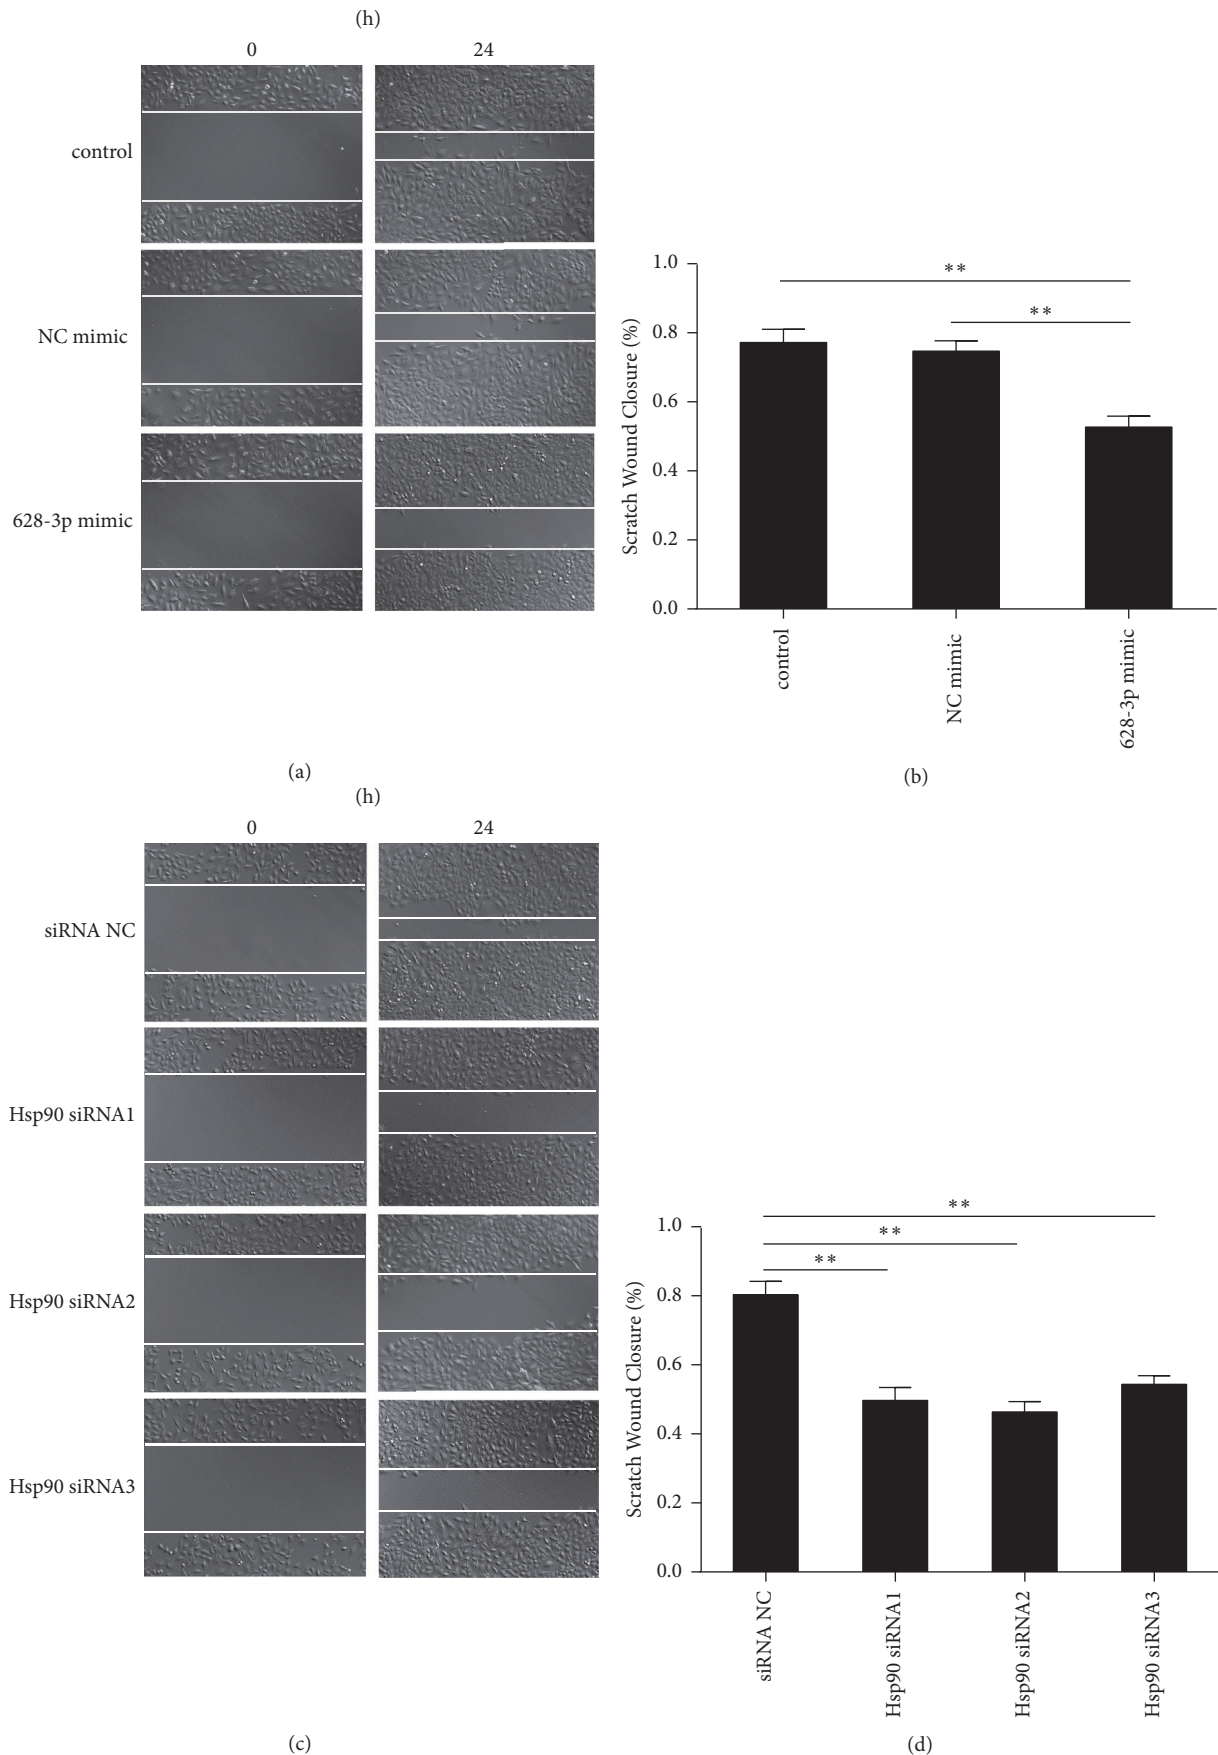 (h)
0 24
control
NC mimic
628-3p mimic
(a)
1.0
0.8
0.6
0.4
0.2
0.0
Scratch Wound Closure (%)
**
**
control
NC mimic
628-3p mimic
(b)
(h)
0 24
siRNA NC
Hsp90 siRNA1
Hsp90 siRNA2
Hsp90 siRNA3
(c)
1.0
0.8
0.6
0.4
0.2
0.0
Scratch Wound Closure (%)
**
**
**
siRNA NC
Hsp90 siRNA1
Hsp90 siRNA2
Hsp90 siRNA3
(d)